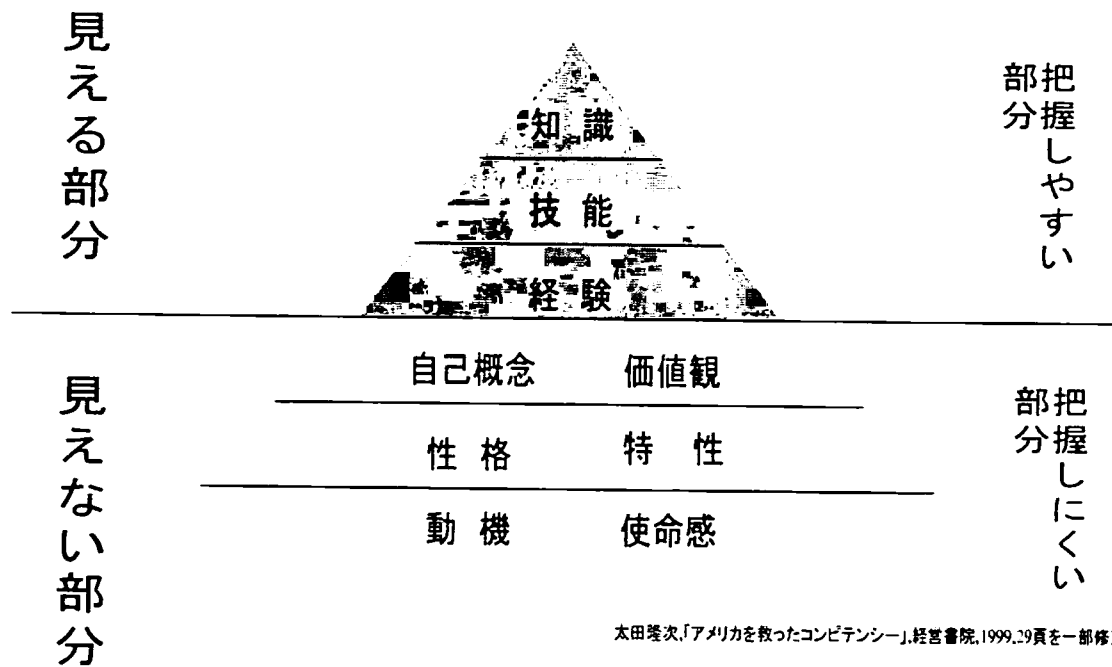 見える部分
把握しやすい
部分
知識
技能
経験
自己概念 価値観
性格 特性
動機 使命感
見えない部分
把握しにくい
部分
太田隆次,「アメリカを救ったコンピテンシー」,経営書院,1999,29頁を一部修